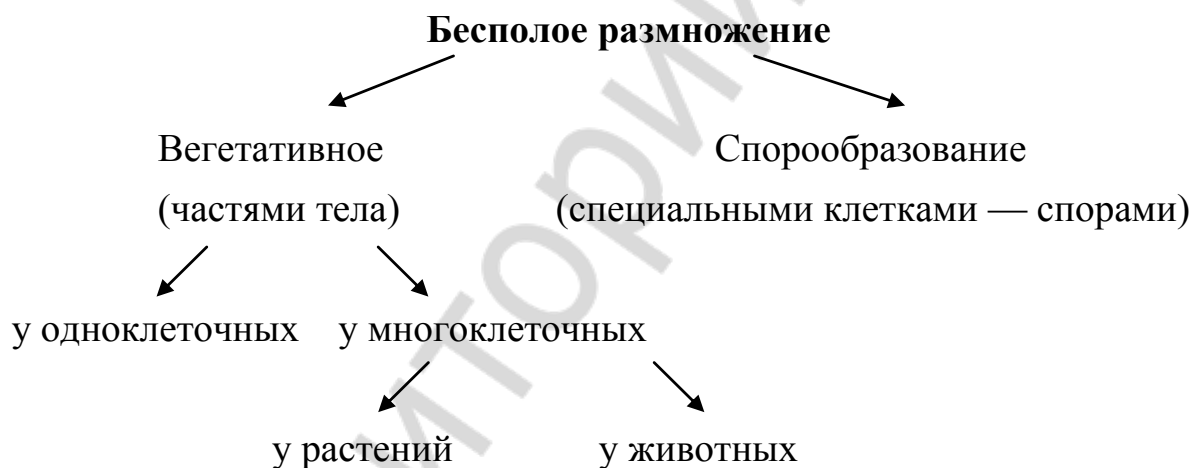 Бесполое размножение
Вегетативное Спорообразование
(частями тела) (специальными клетками — спорами)
у одноклеточных у многоклеточных
у растений у животных